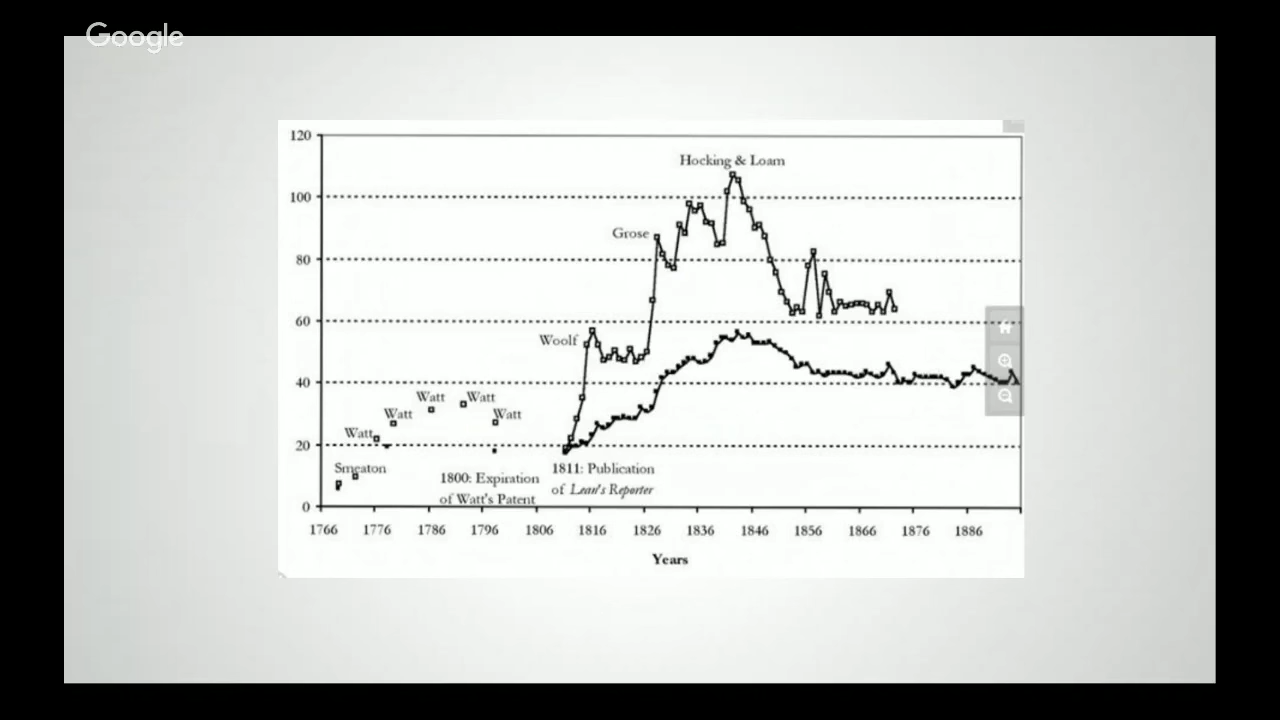 Google
120
Hocking & Loam
100
Grose
80
60
Woolf
40
Watt
Watt
Watt
Watt
Watt
20
Smeaton
1800: Expiration
of Watt's Patent
1811: Publication
of Lean's Reporter
0
1766 1776 1786 1796 1806 1816 1826 1836 1846 1856 1866 1876 1886
Years